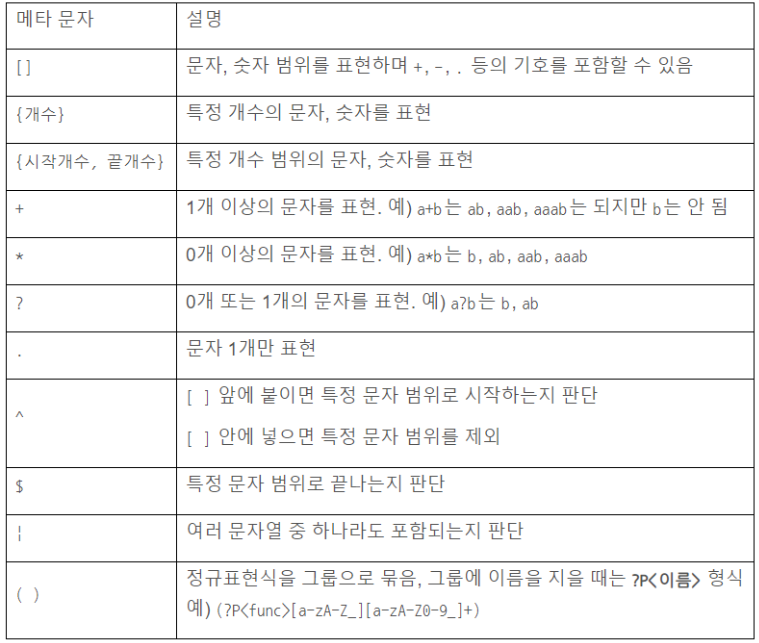 메타 문자 설명
[] 문자, 숫자 범위를 표현하며 +, -, . 등의 기호를 포함할 수 있음
{개수} 특정 개수의 문자, 숫자를 표현
{시작개수, 끝개수} 특정 개수 범위의 문자, 숫자를 표현
+ 1개 이상의 문자를 표현. 예) a+b는 ab, aab, aaab는 되지만 b는 안 됨
* 0개 이상의 문자를 표현. 예) a*b는 b, ab, aab, aaab
? 0개 또는 1개의 문자를 표현. 예) a?b는 b, ab
. 문자 1개만 표현
^ [ ] 앞에 붙이면 특정 문자 범위로 시작하는지 판단
[ ] 안에 넣으면 특정 문자 범위를 제외
$ 특정 문자 범위로 끝나는지 판단
¦ 여러 문자열 중 하나라도 포함되는지 판단
( ) 정규표현식을 그룹으로 묶음, 그룹에 이름을 지을 때는 ?P<이름> 형식
예) (?P<func>[a-zA-Z_][a-zA-Z0-9_]+)